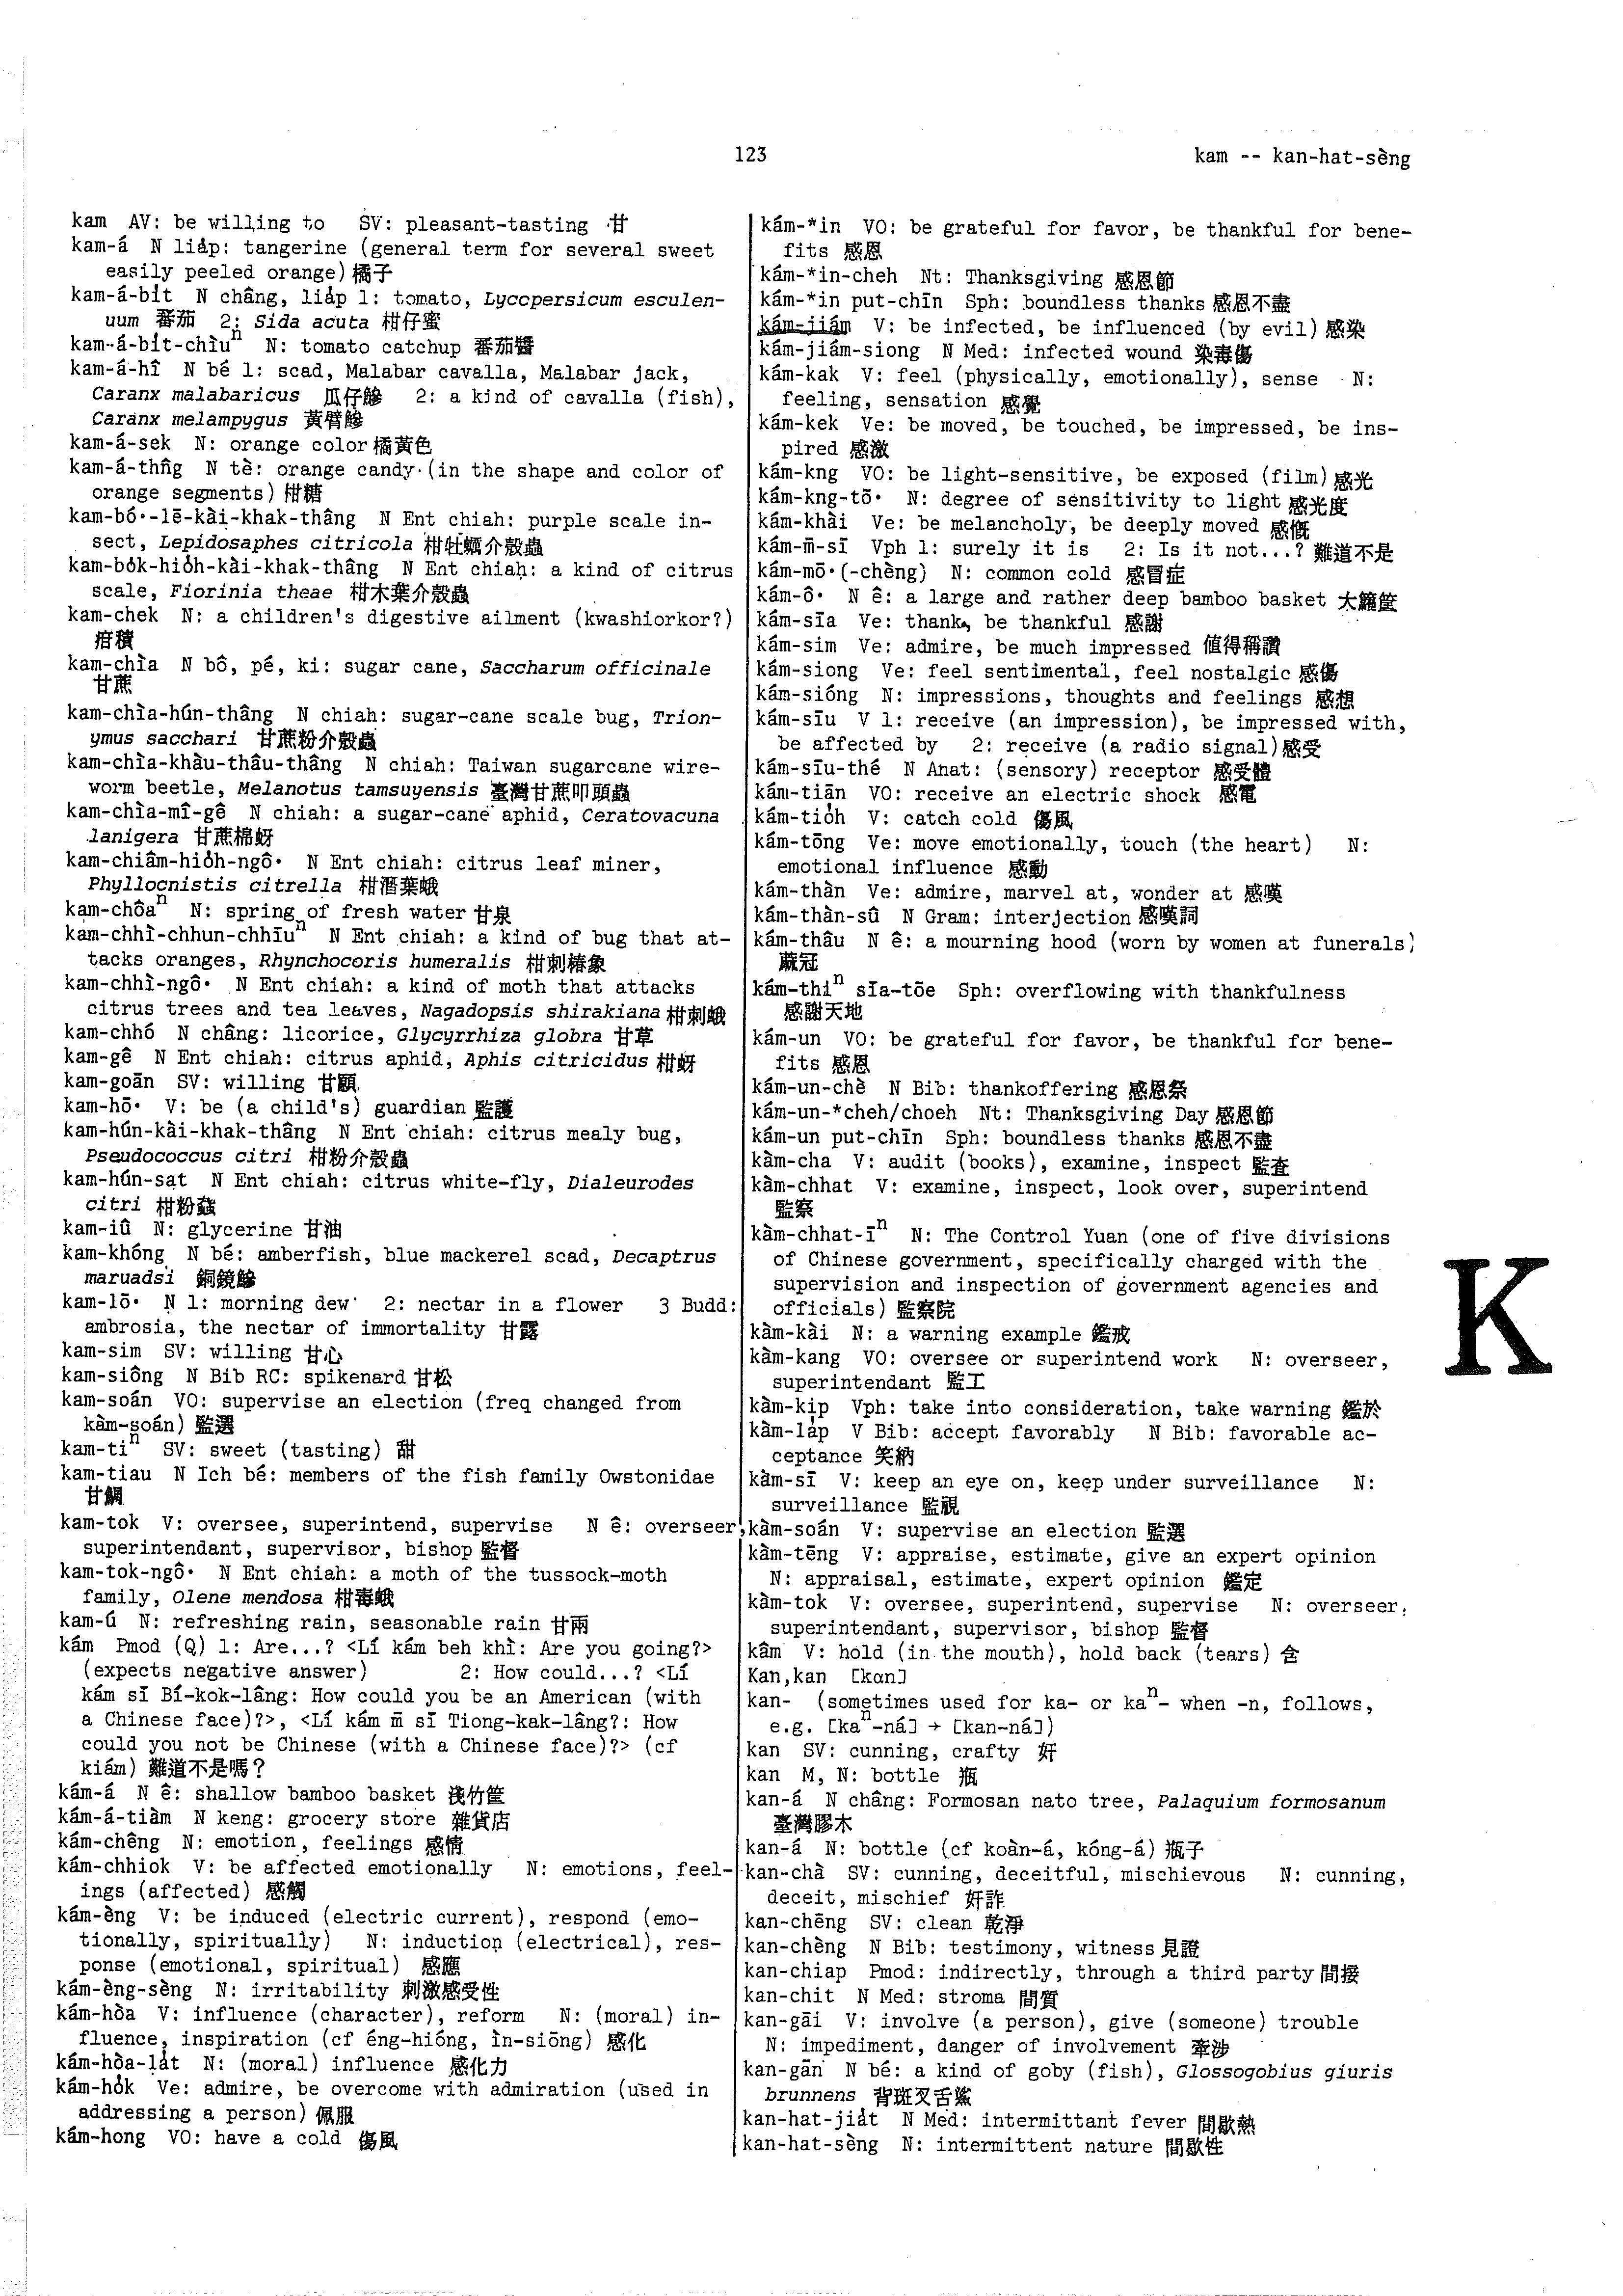 123
kam -- kan-hat-sèng
kam AV: be willing to SV: pleasant-tasting 甘
kam-á N lia̍p: tangerine (general term for several sweet
easily peeled orange) 橘子
kam-á-bi̍t N châng, lia̍p 1: tomato, Lyccpersicum esculen-
uum 蕃茄 2: Sida acuta 柑仔蜜
kam-á-bi̍t-chìuⁿ N: tomato catchup 蕃茄醬
kam-á-hî N bé 1: scad, Malabar cavalla, Malabar jack,
Caranx malabaricus 瓜仔鰺 2: a kind of cavalla (fish),
Caranx melampygus 黃臂鰺
kam-á-sek N: orange color 橘黃色
kam-á-thn̂g N tè: orange candy (in the shape and color of
orange segments) 柑糖
kam-bó·-lē-kài-khak-thâng N Ent chiah: purple scale in-
sect, Lepidosaphes citricola 柑牡蠣介殼蟲
kam-bo̍k-hio̍h-kài-khak-thâng N Ent chiah: a kind of citrus
scale, Fiorinia theae 柑木葉介殼蟲
kam-chek N: a children's digestive ailment (kwashiorkor?)
疳積
kam-chìa N bô, pé, ki: sugar cane, Saccharum officinale
甘蔗
kam-chìa-hún-thâng N chiah: sugar-cane scale bug, Trion-
ymus sacchari 甘蔗粉介殼蟲
kam-chìa-khàu-thâu-thâng N chiah: Taiwan sugarcane wire-
worm beetle, Melanotus tamsuyensis 臺灣甘蔗叩頭蟲
kam-chìa-mî-gê N chiah: a sugar-cane aphid, Ceratovacuna
lanigera 甘蔗棉蚜
kam-chiâm-hio̍h-ngô· N Ent chiah: citrus leaf miner,
Phyllocnistis citrella 柑潛葉蛾
kam-chôaⁿ N: spring of fresh water 甘泉
kam-chhì-chhun-chhīuⁿ N Ent chiah: a kind of bug that at-
tacks oranges, Rhynchocoris humeralis 柑刺椿象
kam-chhì-ngô· N Ent chiah: a kind of moth that attacks
citrus trees and tea leaves, Nagadopsis shirakiana 柑刺蛾
kam-chhó N châng: licorice, Glycyrrhiza globra 甘草
kam-gê N Ent chiah: citrus aphid, Aphis citricidus 柑蚜
kam-goān SV: willing 甘願
kam-hō· V: be (a child's) guardian 監護
kam-hún-kài-khak-thâng N Ent chiah: citrus mealy bug,
Pseudococcus citri 柑粉介殼蟲
kam-hún-sat N Ent chiah: citrus white-fly, Dialeurodes
citri 柑粉蝨
kam-iû N: glycerine 甘油
kam-khóng N bé: amberfish, blue mackerel scad, Decaptrus
maruadsi 銅鏡鰺
kam-lō· N 1: morning dew 2: nectar in a flower 3 Budd:
ambrosia, the nectar of immortality 甘露
kam-sim SV: willing 甘心
kam-siông N Bib RC: spikenard 甘松
kam-soán VO: supervise an election (freq changed from
kàm-soán) 監選
kam-tiⁿ SV: sweet (tasting) 甜
kam-tiau N Ich bé: members of the fish family Owstonidae
甘鯛
kam-tok V: oversee, superintend, supervise N ê: overseer,
superintendant, supervisor, bishop 監督
kam-tok-ngô· N Ent chiah: a moth of the tussock-moth
family, Olene mendosa 柑毒蛾
kam-ú N: refreshing rain, seasonable rain 甘雨
kám Pmod (Q) 1: Are...? <Lí kám beh khì: Are you going?>
(expects negative answer) 2: How could...? <Lí
kám sī Bí-kok-lâng: How could you be an American (with
a Chinese face)?>, <Lí kám m̄ sī Tiong-kak-lâng?: How
could you not be Chinese (with a Chinese face)?> (cf
kiám) 難道不是嗎?
kám-á N ê: shallow bamboo basket 淺竹筐
kám-á-tiàm N keng: grocery store 雜貨店
kám-chêng N: emotion, feelings 感情
kám-chhiok V: be affected emotionally N: emotions, feel-
ings (affected) 感觸
kám-èng V: be induced (electric current), respond (emo-
tionally, spiritually) N: induction (electrical), res-
ponse (emotional, spiritual) 感應
kám-èng-sèng N: irritability 刺激感受性
kám-hòa V: influence (character), reform N: (moral) in-
fluence, inspiration (cf éng-hióng, ìn-siōng) 感化
kám-hòa-la̍t N: (moral) influence 感化力
kám-ho̍k Ve: admire, be overcome with admiration (used in
addressing a person) 佩服
kám-hong VO: have a cold 傷風
kám-*in VO: be grateful for favor, be thankful for bene-
fits 感恩
kám-*in-cheh Nt: Thanksgiving 感恩節
kám-*in put-chīn Sph: boundless thanks 感恩不盡
kám-jiám V: be infected, be influenced (by evil) 感染
kám-jiám-siong N Med: infected wound 染毒傷
kám-kak V: feel (physically, emotionally), sense N:
feeling, sensation 感覺
kám-kek Ve: be moved, be touched, be impressed, be ins-
pired 感激
kám-kng VO: be light-sensitive, be exposed (film) 感光
kám-kng-tō· N: degree of sensitivity to light 感光度
kám-khài Ve: be melancholy, be deeply moved 感慨
kám-m̄-sī Vph 1: surely it is 2: Is it not...? 難道不是
kám-mō·(-chèng) N: common cold 感冒症
kám-ô· N ê: a large and rather deep bamboo basket 大籮筐
kám-sīa Ve: thank, be thankful 感謝
kám-sim Ve: admire, be much impressed 值得稱讚
kám-siong Ve: feel sentimental, feel nostalgic 感傷
kám-sióng N: impressions, thoughts and feelings 感想
kám-sīu V 1: receive (an impression), be impressed with,
be affected by 2: receive (a radio signal) 感受
kám-sīu-thé N Anat: (sensory) receptor 感受體
kám-tiān VO: receive an electric shock 感電
kám-tio̍h V: catch cold 傷風
kám-tōng Ve: move emotionally, touch (the heart) N:
emotional influence 感動
kám-thàn Ve: admire, marvel at, wonder at 感嘆
kám-thàn-sû N Gram: interjection 感嘆詞
kám-thâu N ê: a mourning hood (worn by women at funerals)
蔴冠
kám-thiⁿ sīa-tōe Sph: overflowing with thankfulness
感謝天地
kám-un VO: be grateful for favor, be thankful for bene-
fits 感恩
kám-un-chè N Bib: thankoffering 感恩祭
kám-un-*cheh/choeh Nt: Thanksgiving Day 感恩節
kám-un put-chīn Sph: boundless thanks 感恩不盡
kàm-cha V: audit (books), examine, inspect 監查
kàm-chhat V: examine, inspect, look over, superintend
監察
kàm-chhat-īⁿ N: The Control Yuan (one of five divisions
of Chinese government, specifically charged with the
supervision and inspection of government agencies and
officials) 監察院
kàm-kài N: a warning example 鑑戒
kàm-kang VO: oversee or superintend work N: overseer,
superintendant 監工
kàm-kip Vph: take into consideration, take warning 鑑於
kàm-la̍p V Bib: accept favorably N Bib: favorable ac-
ceptance 笑納
kàm-sī V: keep an eye on, keep under surveillance N:
surveillance 監視
kàm-soán V: supervise an election 監選
kàm-tēng V: appraise, estimate, give an expert opinion
N: appraisal, estimate, expert opinion 鑑定
kàm-tok V: oversee, superintend, supervise N: overseer,
superintendant, supervisor, bishop 監督
kâm V: hold (in the mouth), hold back (tears) 含
Kan,kan [kɑn]
kan- (sometimes used for ka- or kaⁿ- when -n, follows,
e.g. [kaⁿ-ná] → [kan-ná])
kan SV: cunning, crafty 奸
kan M, N: bottle 瓶
kan-á N châng: Formosan nato tree, Palaquium formosanum
臺灣膠木
kan-á N: bottle (cf koàn-á, kóng-á) 瓶子
kan-chà SV: cunning, deceitful, mischievous N: cunning,
deceit, mischief 奸詐
kan-chēng SV: clean 乾淨
kan-chèng N Bib: testimony, witness 見證
kan-chiap Pmod: indirectly, through a third party 間接
kan-chit N Med: stroma 間質
kan-gāi V: involve (a person), give (someone) trouble
N: impediment, danger of involvement 牽涉
kan-gān N bé: a kind of goby (fish), Glossogobius giuris
brunnens 背斑叉舌鯊
kan-hat-jia̍t N Med: intermittant fever 間歇熱
kan-hat-sèng N: intermittent nature 間歇性
K